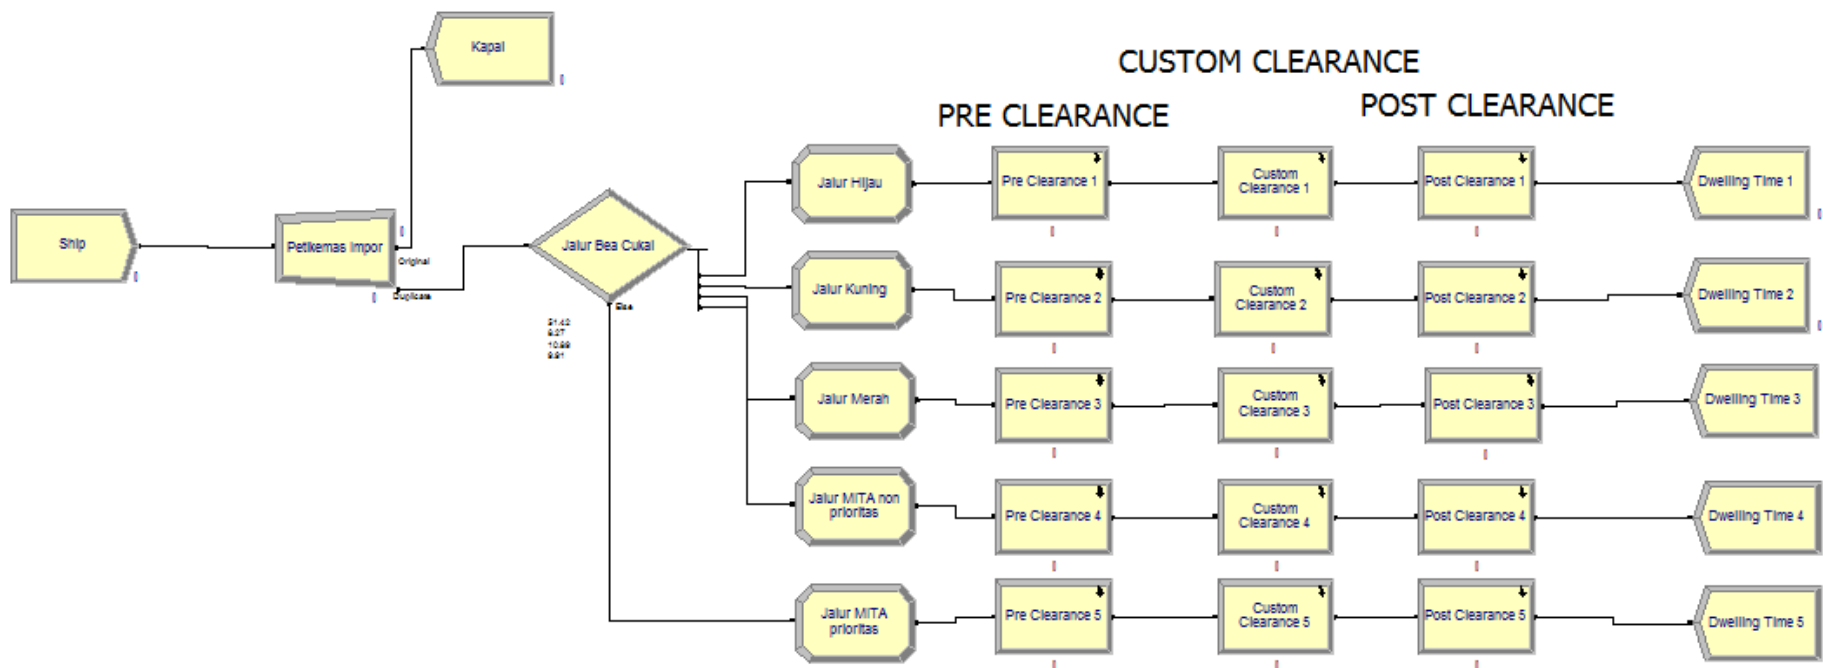 Kapal
CUSTOM CLEARANCE
PRE CLEARANCE
POST CLEARANCE
Ship
Petikemas Impor
Original
Duplicate
Jalur Bea Cukai
Else
Jalur Hijau
Pre Clearance 1
Custom
Clearance 1
Post Clearance 1
Dwelling Time 1
Jalur Kuning
Pre Clearance 2
Custom
Clearance 2
Post Clearance 2
Dwelling Time 2
Jalur Merah
Pre Clearance 3
Custom
Clearance 3
Post Clearance 3
Dwelling Time 3
Jalur MITA non
prioritas
Pre Clearance 4
Custom
Clearance 4
Post Clearance 4
Dwelling Time 4
Jalur MITA
prioritas
Pre Clearance 5
Custom
Clearance 5
Post Clearance 5
Dwelling Time 5